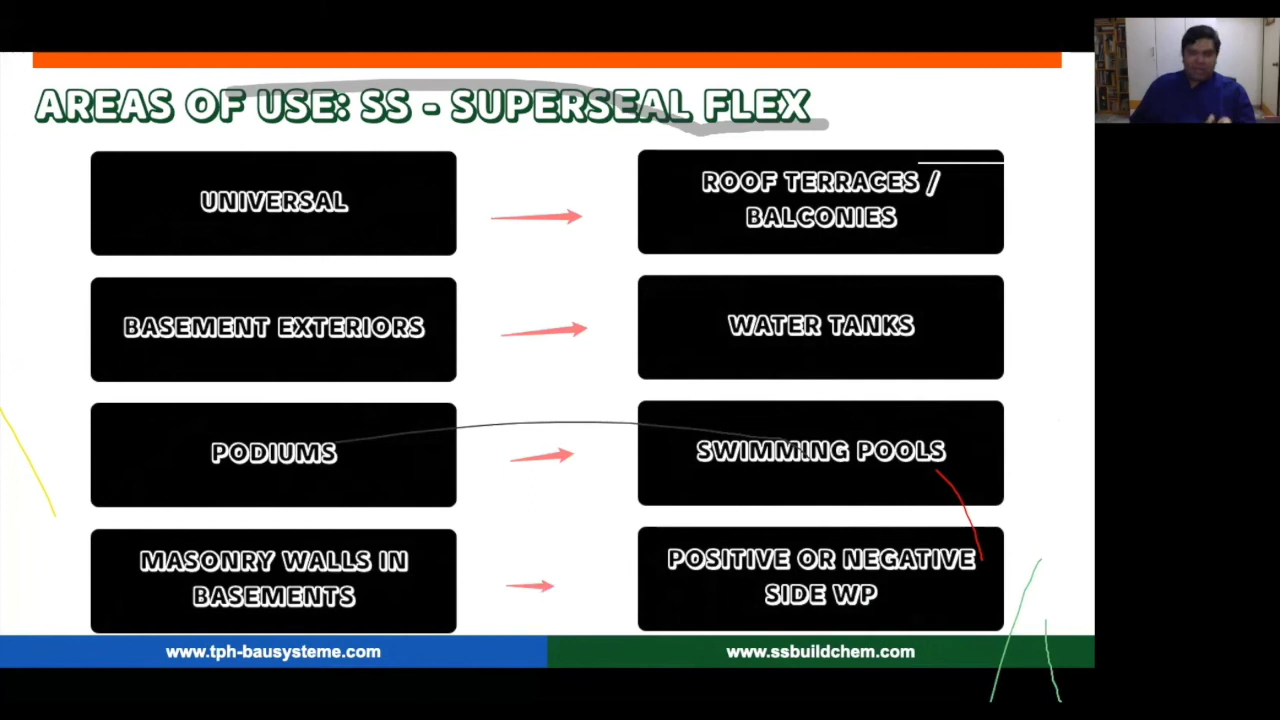 AREAS OF USE: SS - SUPERSEAL FLEX
UNIVERSAL
ROOF TERRACES /
BALCONIES
BASEMENT EXTERIORS
WATER TANKS
PODIUMS
SWIMMING POOLS
MASONRY WALLS IN
BASEMENTS
POSITIVE OR NEGATIVE
SIDE WP
www.tph-bausysteme.com
www.ssbuildchem.com